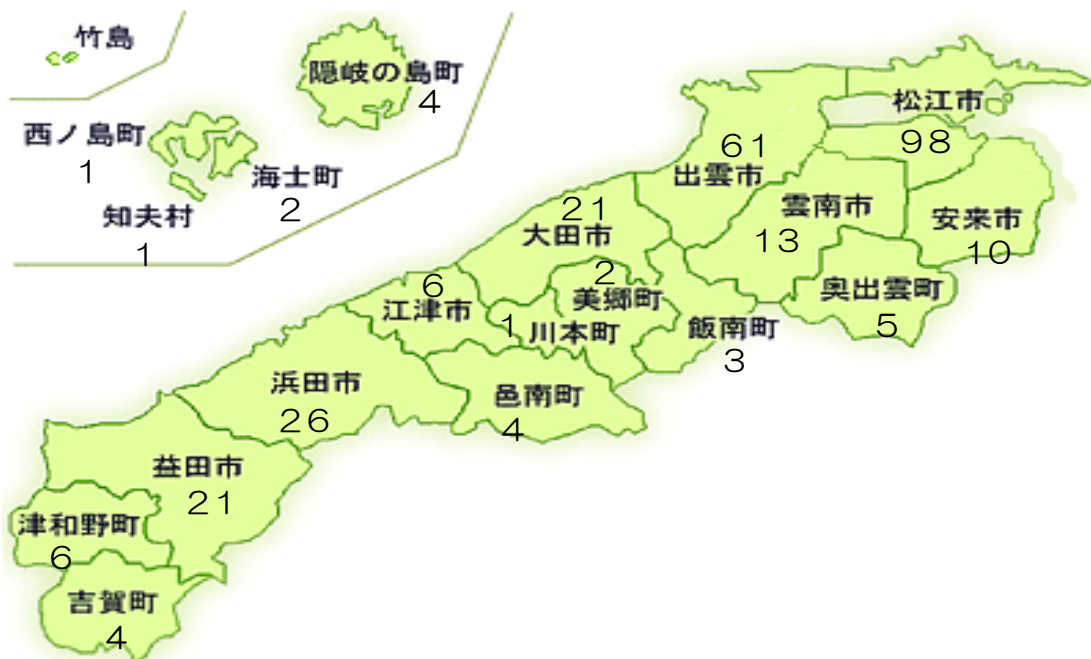 竹島
隠岐の島町
4
西ノ島町
1
海士町
2
知夫村
1
松江市
98
61
出雲市
雲南市
13
安来市
10
21
大田市
奥出雲町
5
2
美郷町
6
江津市
1
川本町
飯南町
3
浜田市
26
邑南町
4
益田市
21
津和野町
6
吉賀町
4